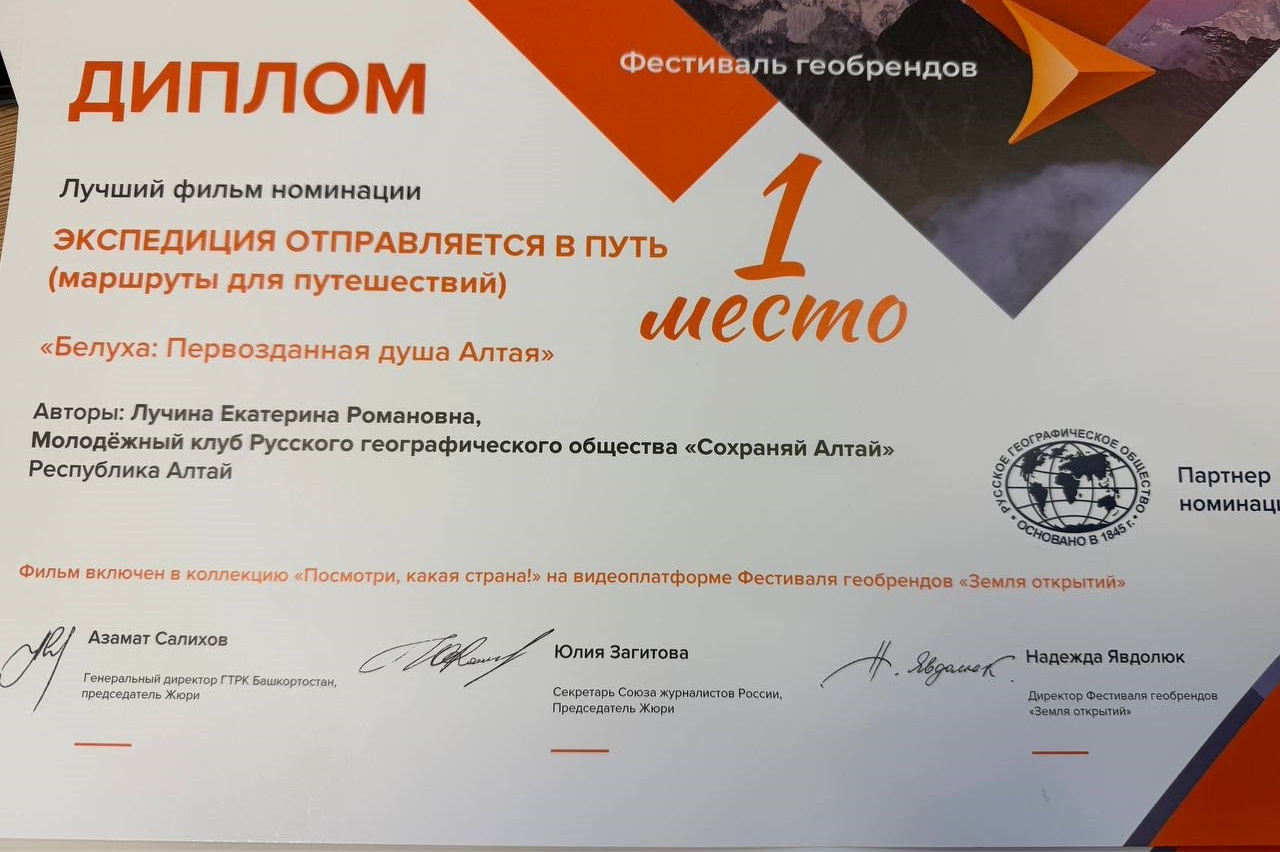 Фестиваль геобрендов
ДИПЛОМ
Лучший фильм номинации
1
место
ЭКСПЕДИЦИЯ ОТПРАВЛЯЕТСЯ В ПУТЬ
(маршруты для путешествий)
«Белуха: Первозданная душа Алтая»
Авторы: Лучина Екатерина Романовна,
Молодёжный клуб Русского географического общества «Сохраняй Алтай»
Республика Алтай
• РУССКОЕ ГЕОГРАФИЧЕСКОЕ ОБЩЕСТВО •
ОСНОВАНО В 1845 г.
Партнер
номинаци
Фильм включен в коллекцию «Посмотри, какая страна!» на видеоплатформе Фестиваля геобрендов «Земля открытий»
Азамат Салихов
Генеральный директор ГТРК Башкортостан,
председатель Жюри
Юлия Загитова
Секретарь Союза журналистов России,
Председатель Жюри
Н. Явдолюк
Надежда Явдолюк
Директор Фестиваля геобрендов
«Земля открытий»